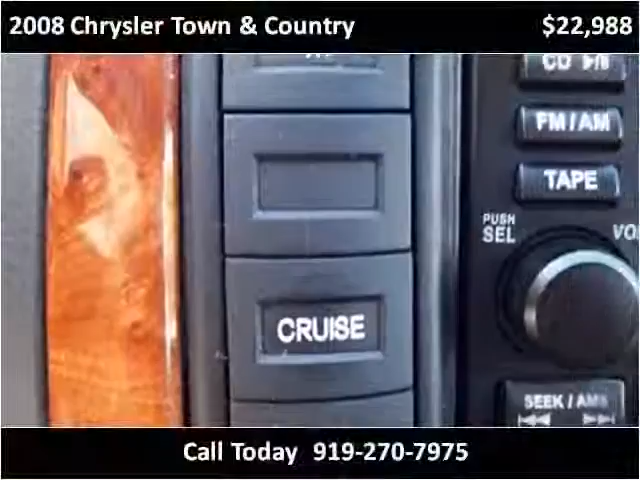 2008 Chrysler Town & Country $22,988
CD
FM/AM
TAPE
PUSH
SEL
CRUISE
SEEK /
Call Today 919-270-7975